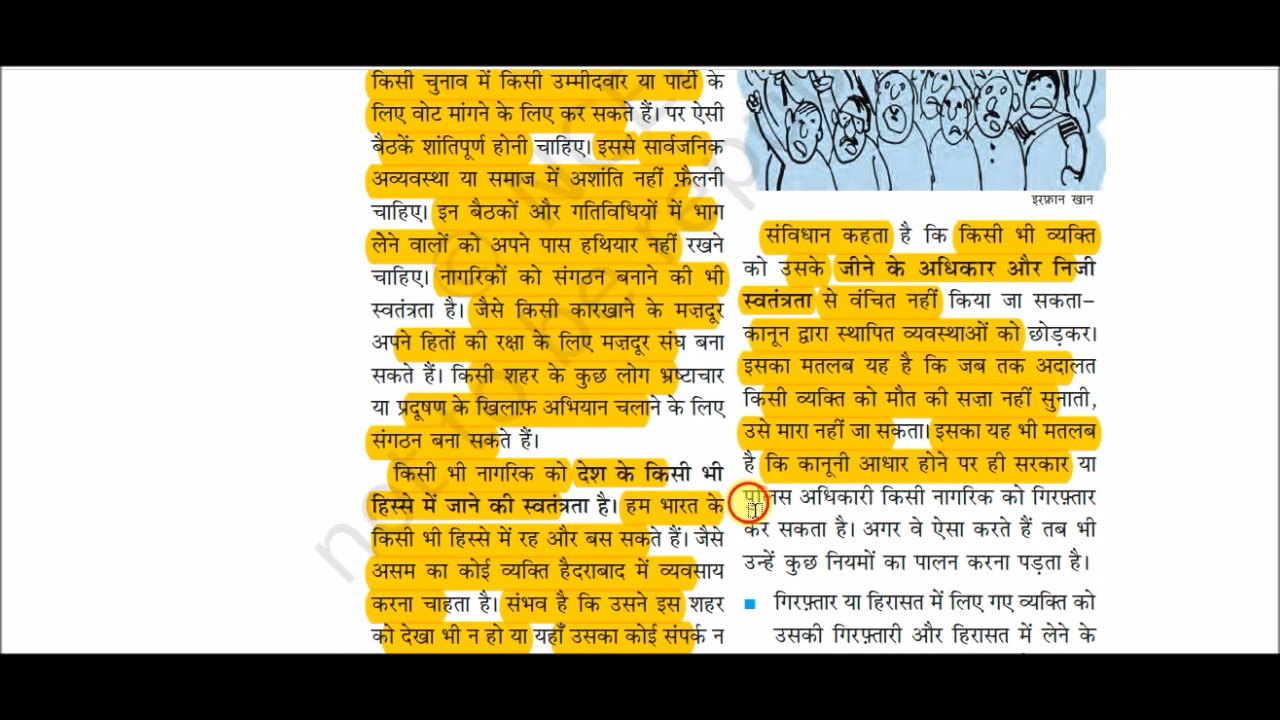 किसी चुनाव में किसी उम्मीदवार या पार्टी के
लिए वोट मांगने के लिए कर सकते हैं। पर ऐसी
बैठकें शांतिपूर्ण होनी चाहिए। इससे सार्वजनिक
अव्यवस्था या समाज में अशांति नहीं फ़ैलनी
चाहिए। इन बैठकों और गतिविधियों में भाग
लेने वालों को अपने पास हथियार नहीं रखने
चाहिए। नागरिकों को संगठन बनाने की भी
स्वतंत्रता है। जैसे किसी कारखाने के मज़दूर
अपने हितों की रक्षा के लिए मज़दूर संघ बना
सकते हैं। किसी शहर के कुछ लोग भ्रष्टाचार
या प्रदूषण के खिलाफ़ अभियान चलाने के लिए
संगठन बना सकते हैं।
किसी भी नागरिक को देश के किसी भी
हिस्से में जाने की स्वतंत्रता है। हम भारत के
किसी भी हिस्से में रह और बस सकते हैं। जैसे
असम का कोई व्यक्ति हैदराबाद में व्यवसाय
करना चाहता है। संभव है कि उसने इस शहर
को देखा भी न हो या यहाँ उसका कोई संपर्क न
इरफ़ान खान
संविधान कहता है कि किसी भी व्यक्ति
को उसके जीने के अधिकार और निजी
स्वतंत्रता से वंचित नहीं किया जा सकता–
कानून द्वारा स्थापित व्यवस्थाओं को छोड़कर।
इसका मतलब यह है कि जब तक अदालत
किसी व्यक्ति को मौत की सज़ा नहीं सुनाती,
उसे मारा नहीं जा सकता। इसका यह भी मतलब
है कि कानूनी आधार होने पर ही सरकार या
पुलिस अधिकारी किसी नागरिक को गिरफ़्तार
कर सकता है। अगर वे ऐसा करते हैं तब भी
उन्हें कुछ नियमों का पालन करना पड़ता है।
■ गिरफ़्तार या हिरासत में लिए गए व्यक्ति को
उसकी गिरफ़्तारी और हिरासत में लेने के